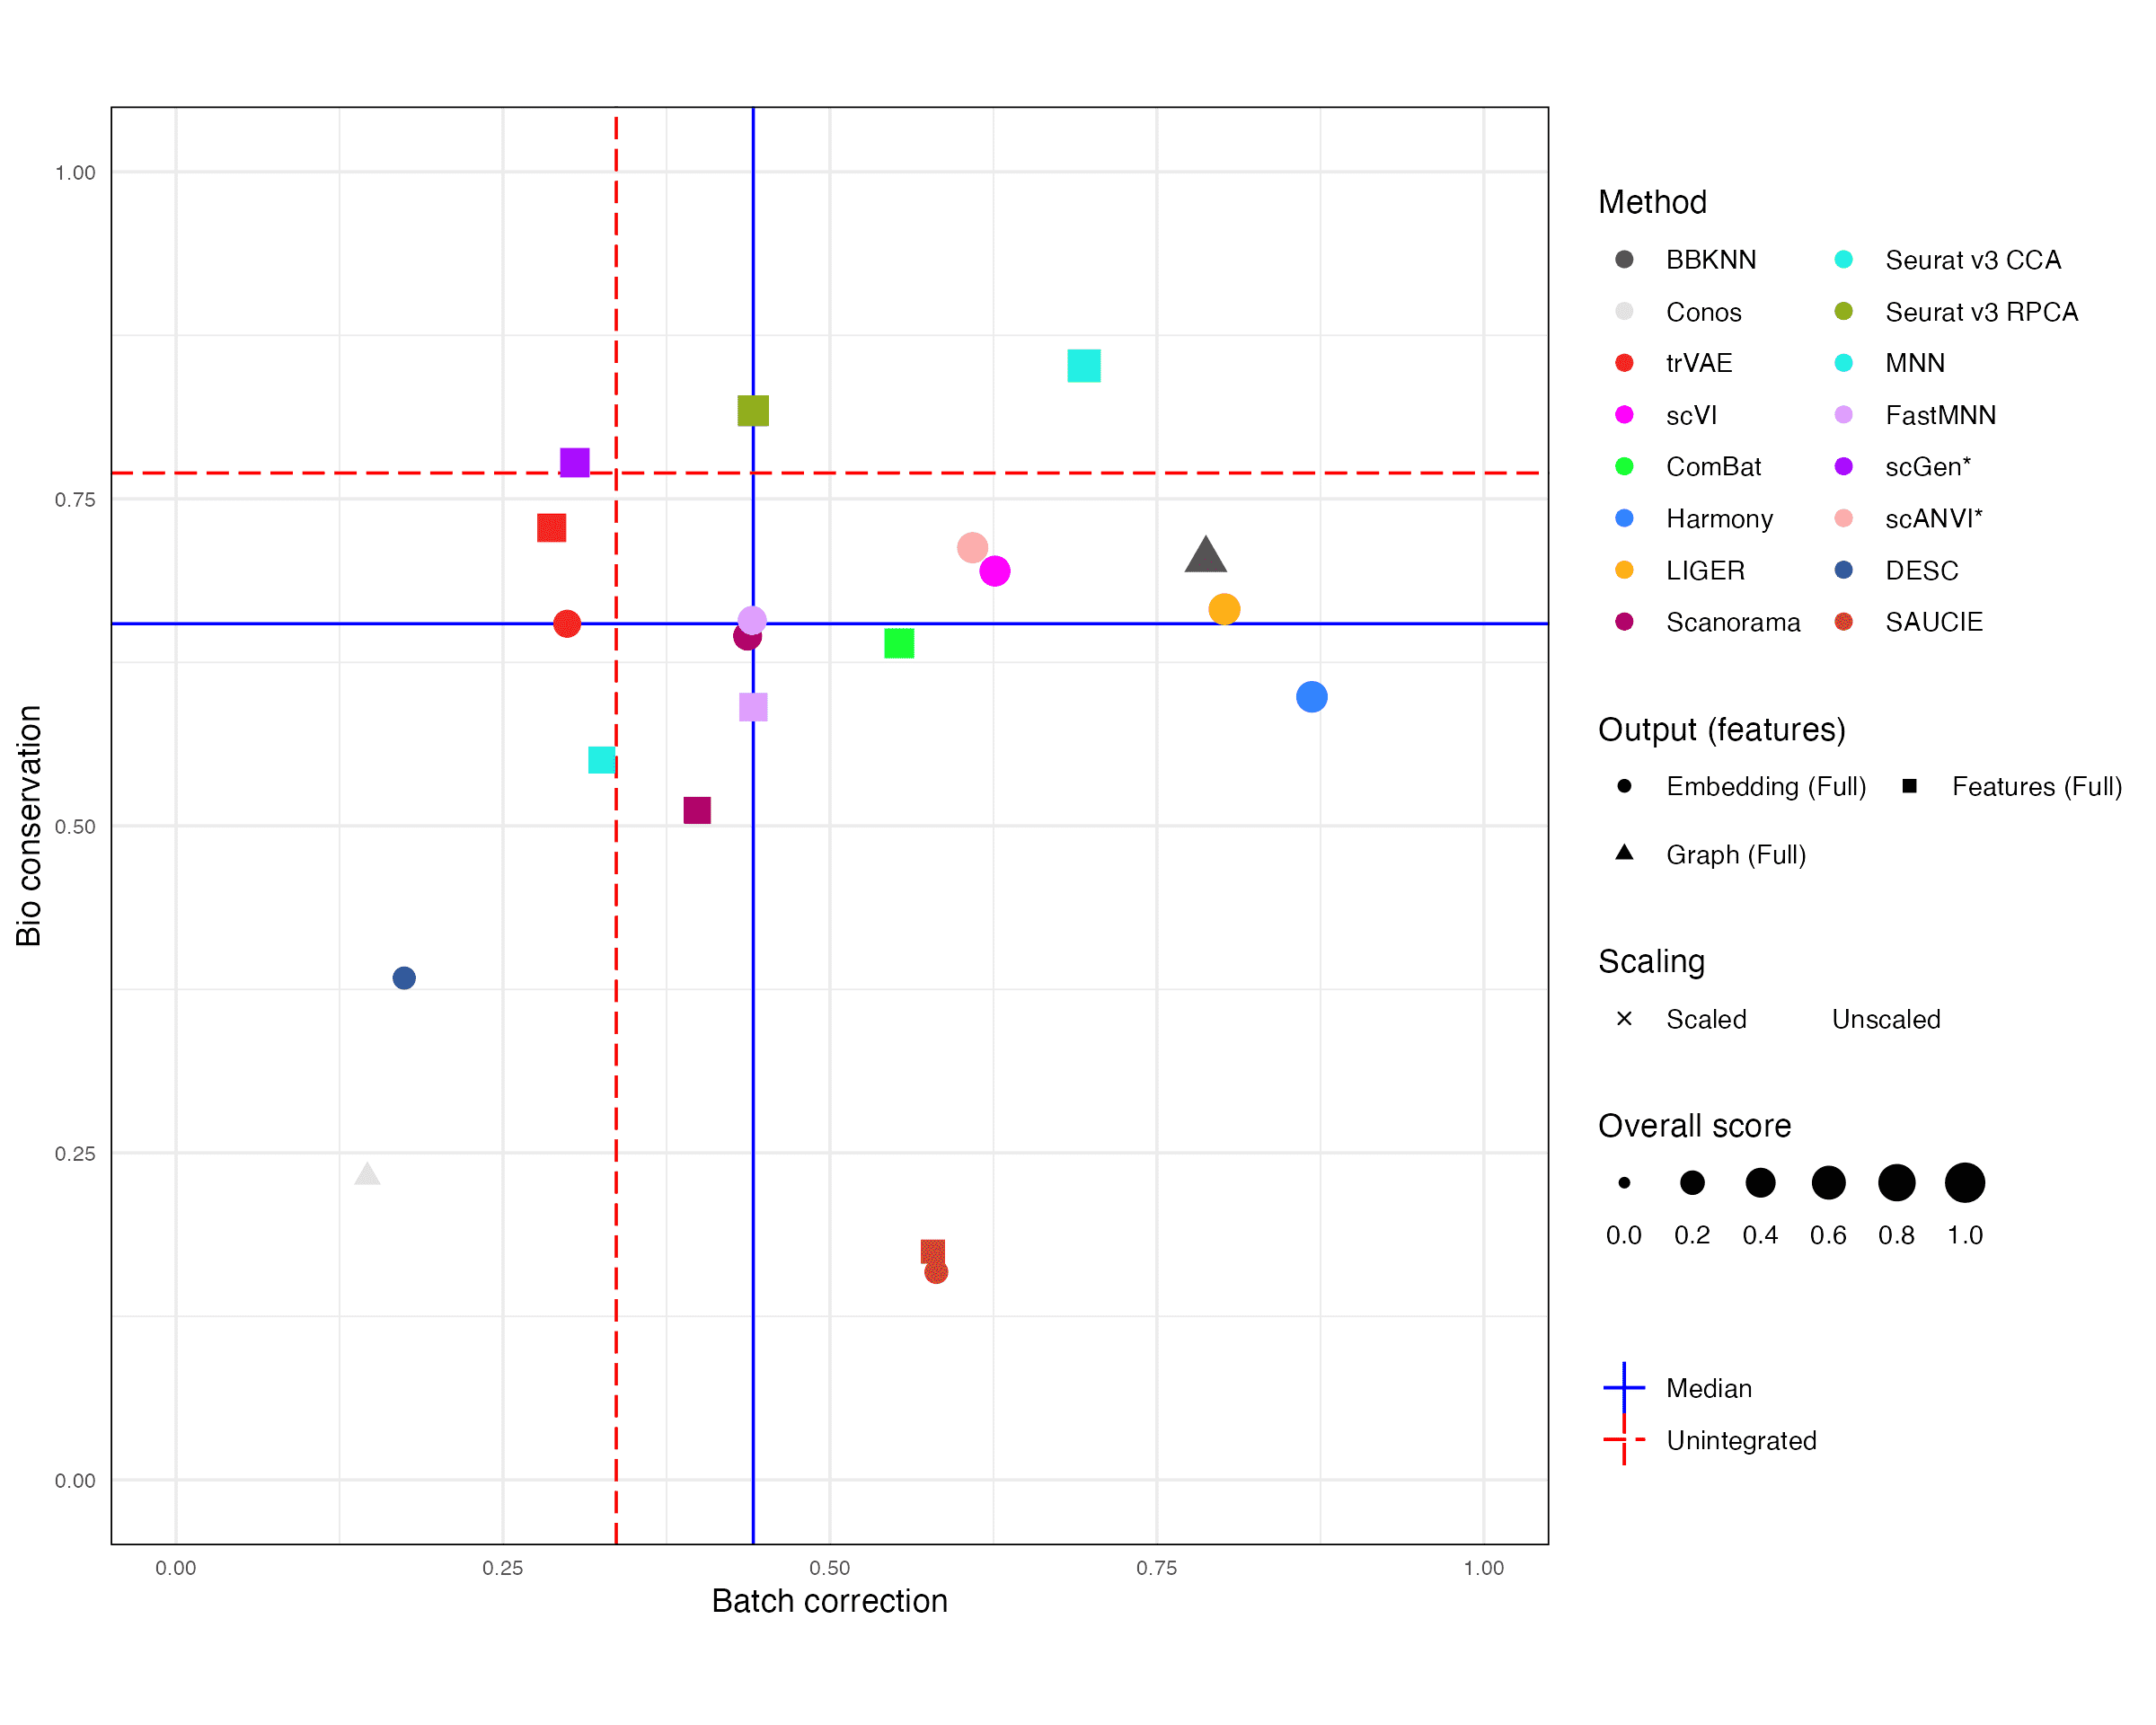 1.00
0.75
0.50
0.25
0.00
Bio conservation
0.00 0.25 0.50 0.75 1.00
Batch correction
Method
BBKNN Seurat v3 CCA
Conos Seurat v3 RPCA
trVAE MNN
scVI FastMNN
ComBat scGen*
Harmony scANVI*
LIGER DESC
Scanorama SAUCIE
Output (features)
Embedding (Full) Features (Full)
Graph (Full)
Scaling
Scaled Unscaled
Overall score
0.0 0.2 0.4 0.6 0.8 1.0
Median
Unintegrated